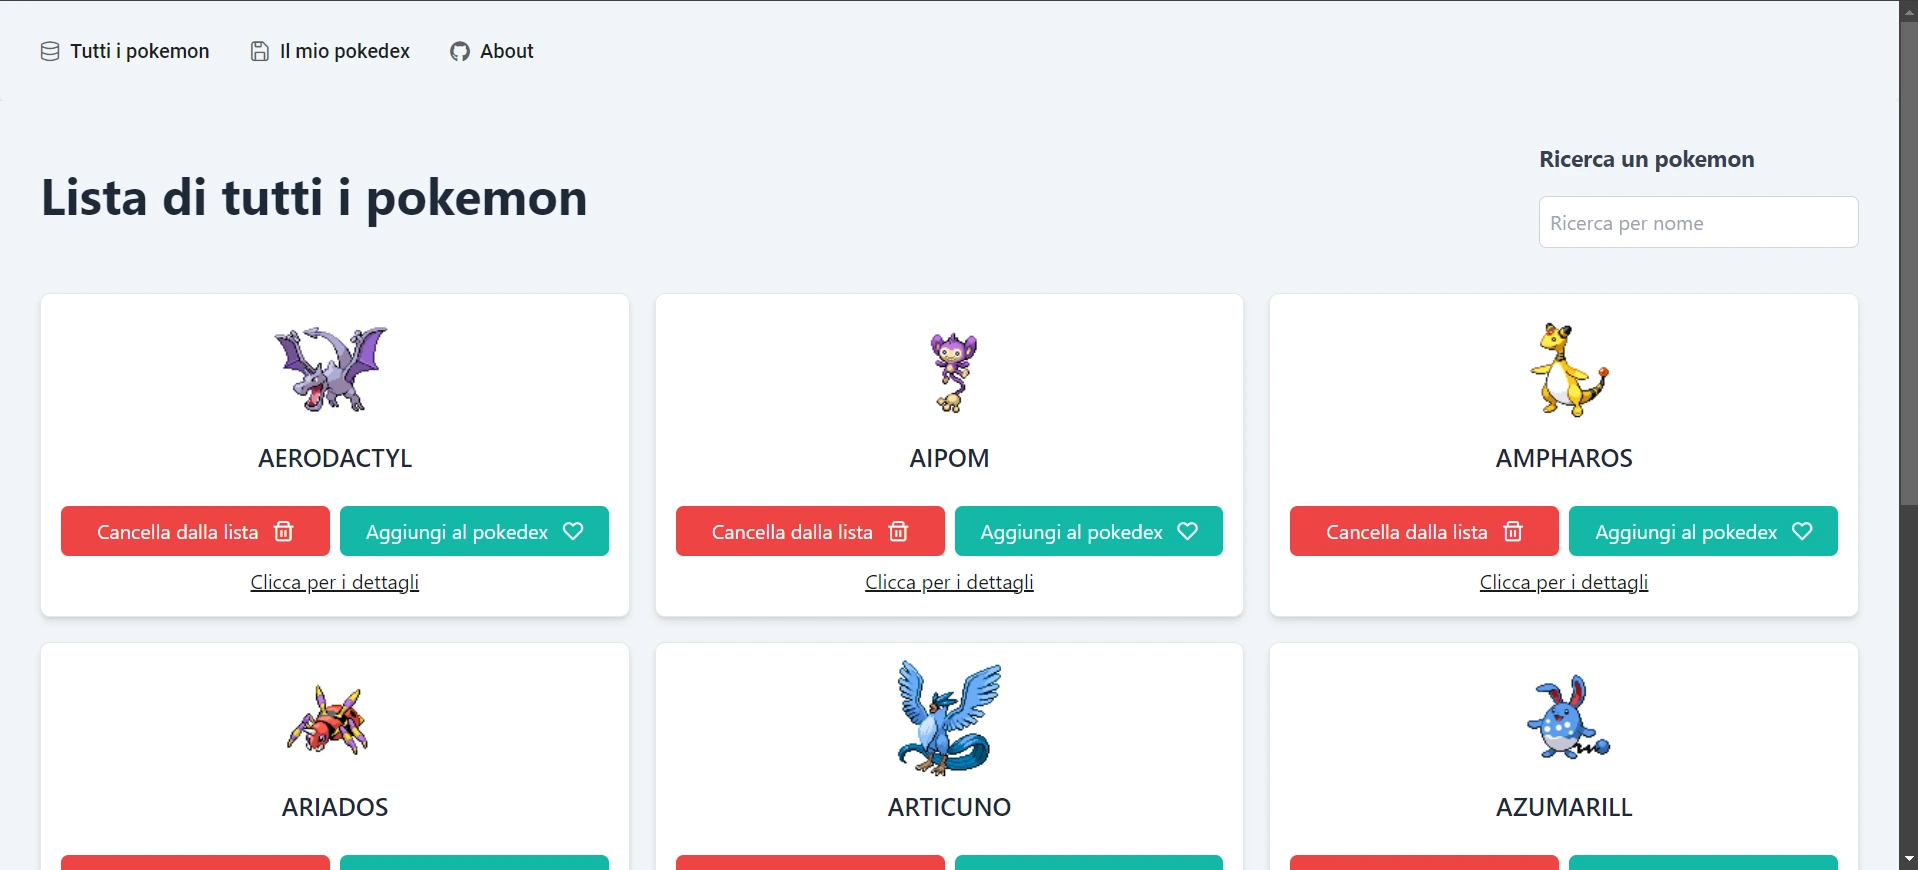 Tutti i pokemon Il mio pokedex About
Ricerca un pokemon
Lista di tutti i pokemon
Ricerca per nome
AERODACTYL AIPOM AMPHAROS
Cancella dalla lista Aggiungi al pokedex Cancella dalla lista Aggiungi al pokedex Cancella dalla lista Aggiungi al pokedex
Clicca per i dettagli Clicca per i dettagli Clicca per i dettagli
ARIADOS ARTICUNO AZUMARILL